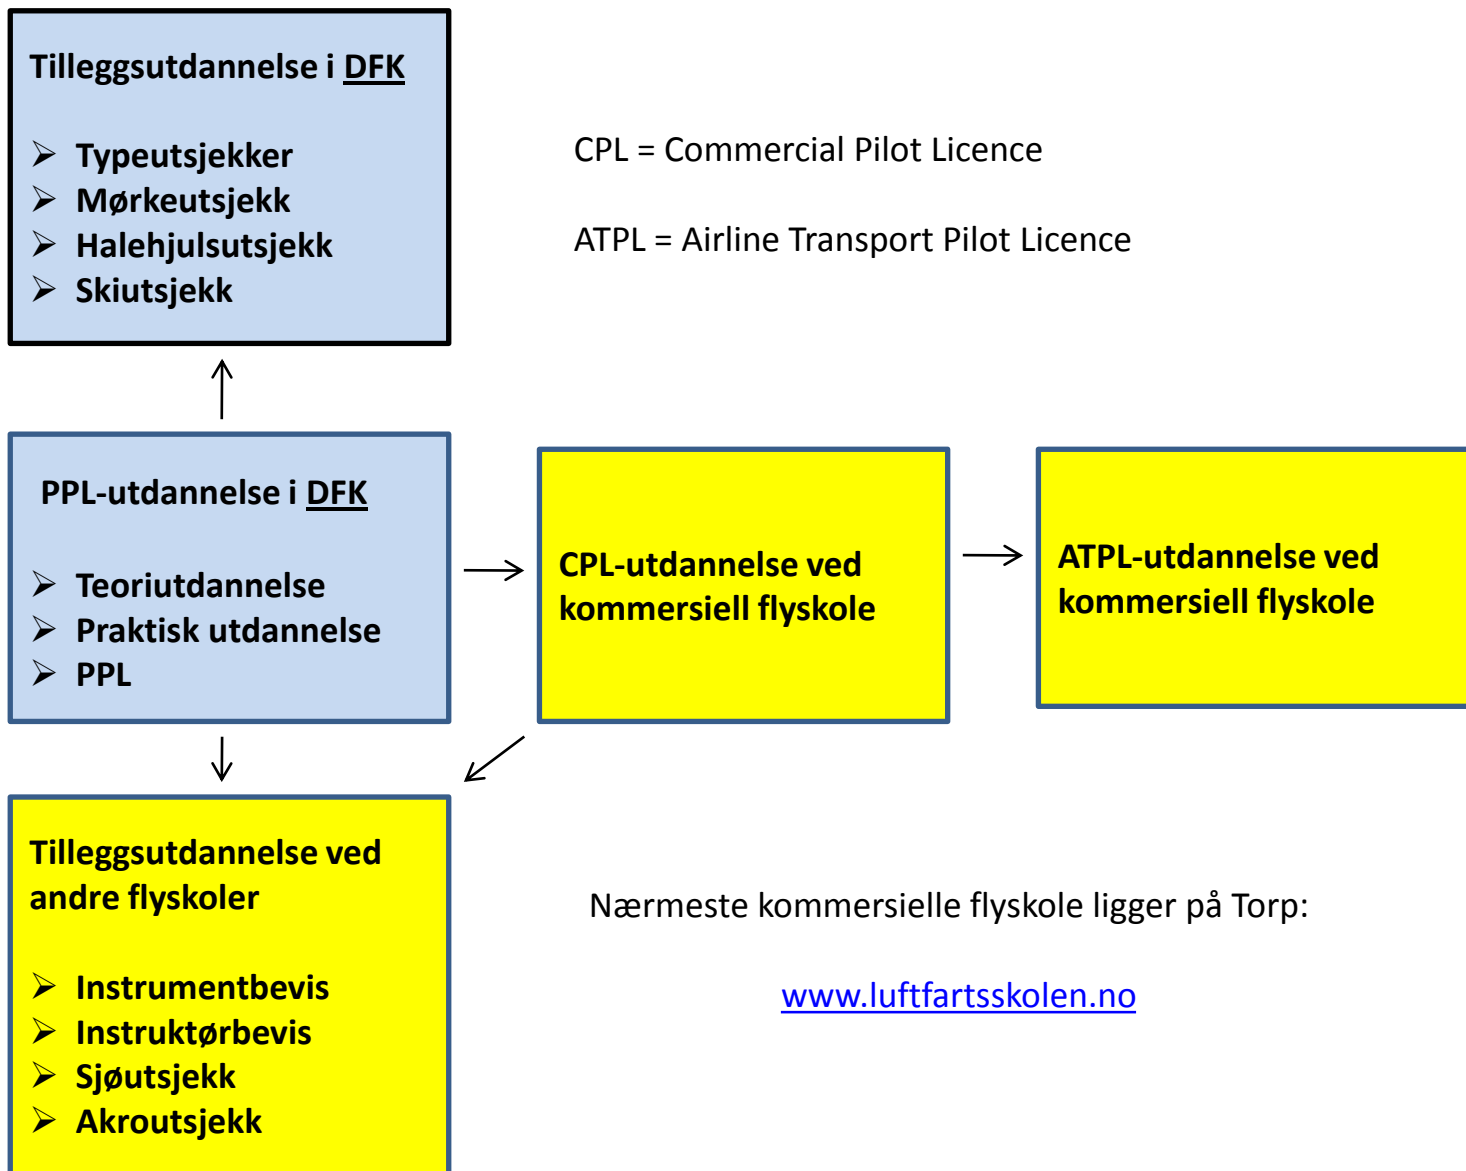 Tilleggsutdannelse i DFK
➢ Typeutsjekker
➢ Mørkeutsjekk
➢ Halehjulsutsjekk
➢ Skiutsjekk
CPL = Commercial Pilot Licence
ATPL = Airline Transport Pilot Licence
PPL-utdannelse i DFK
➢ Teoriutdannelse
➢ Praktisk utdannelse
➢ PPL
CPL-utdannelse ved
kommersiell flyskole
ATPL-utdannelse ved
kommersiell flyskole
Tilleggsutdannelse ved
andre flyskoler
➢ Instrumentbevis
➢ Instruktørbevis
➢ Sjøutsjekk
➢ Akroutsjekk
Nærmeste kommersielle flyskole ligger på Torp:
www.luftfartsskolen.no